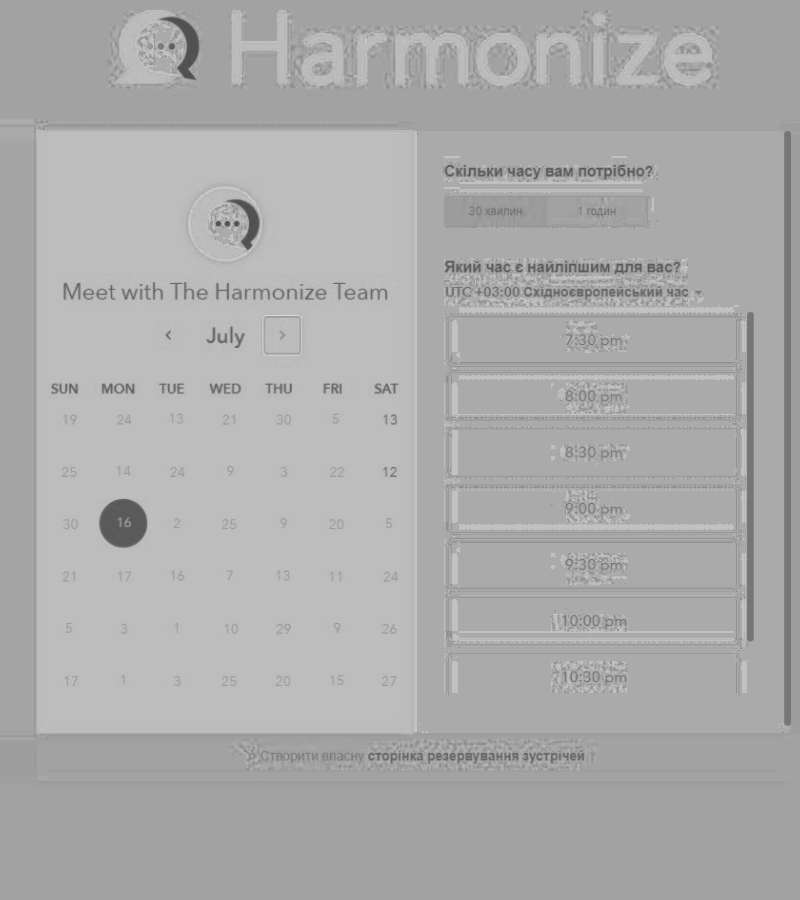 Harmonize
Meet with The Harmonize Team
July
SUN MON TUE WED THU FRI SAT
19 24 13 21 30 5 13
25 14 24 9 3 22 12
30 16 2 25 9 20 5
21 17 16 7 13 11 24
5 3 1 10 29 9 26
17 1 3 25 20 15 27
Скільки часу вам потрібно?
30 хвилин 1 годин
Який час є найліпшим для вас?
UTC +03:00 Східноєвропейський час
7:30 pm
8:00 pm
8:30 pm
9:00 pm
9:30 pm
10:00 pm
10:30 pm
Створити власну сторінка резервування зустрічей